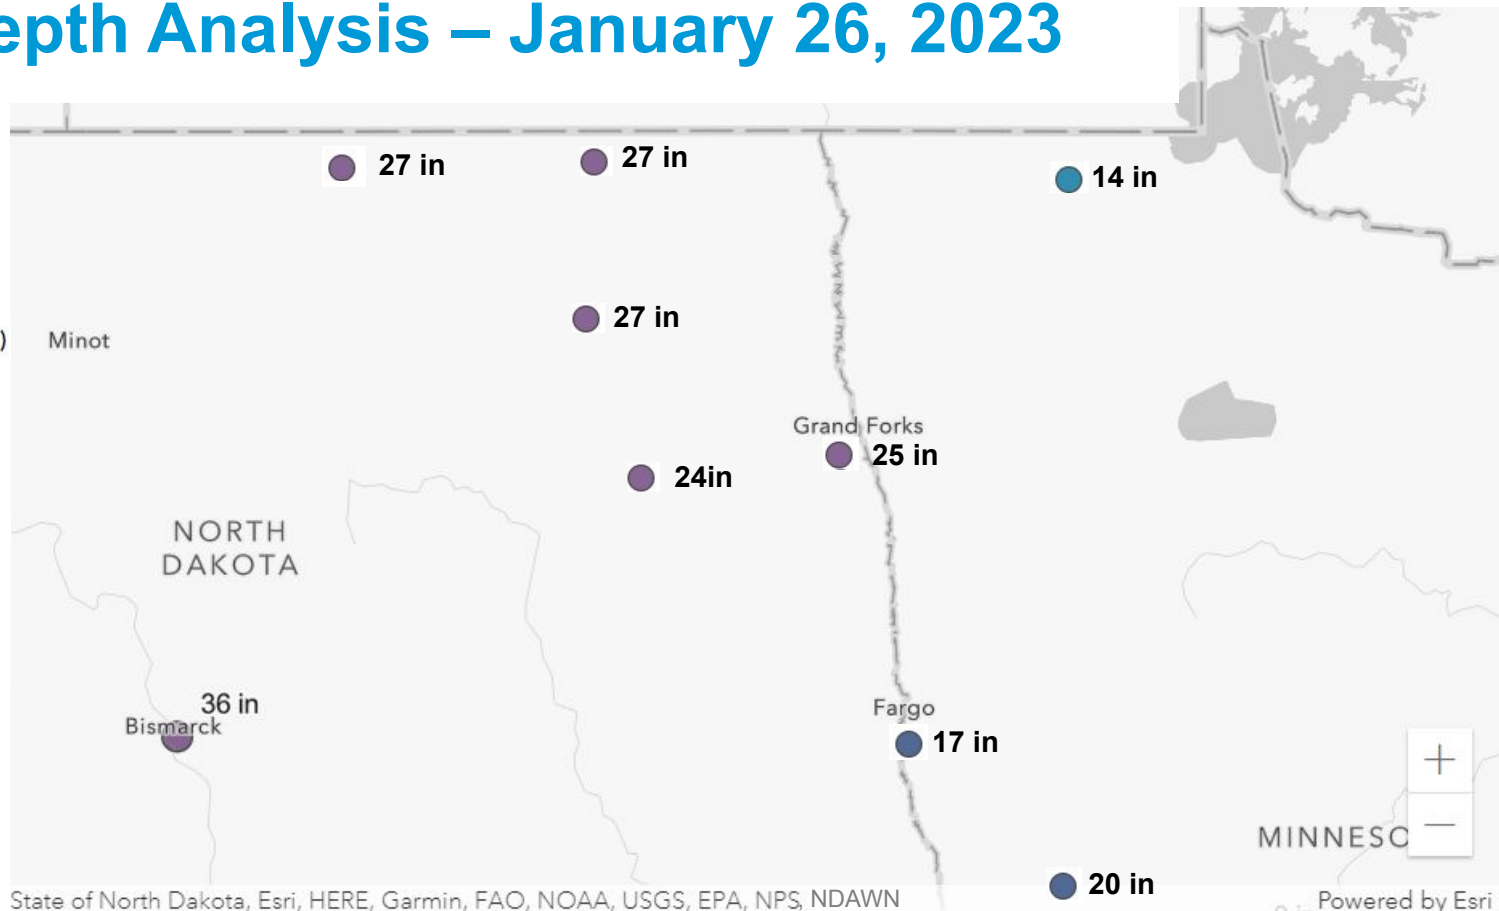 epth Analysis – January 26, 2023
27 in
27 in
14 in
27 in
) Minot
Grand Forks
25 in
24in
NORTH
DAKOTA
36 in
Bismarck
Fargo
17 in
+
MINNESO
−
20 in
State of North Dakota, Esri, HERE, Garmin, FAO, NOAA, USGS, EPA, NPS, NDAWN
Powered by Esri